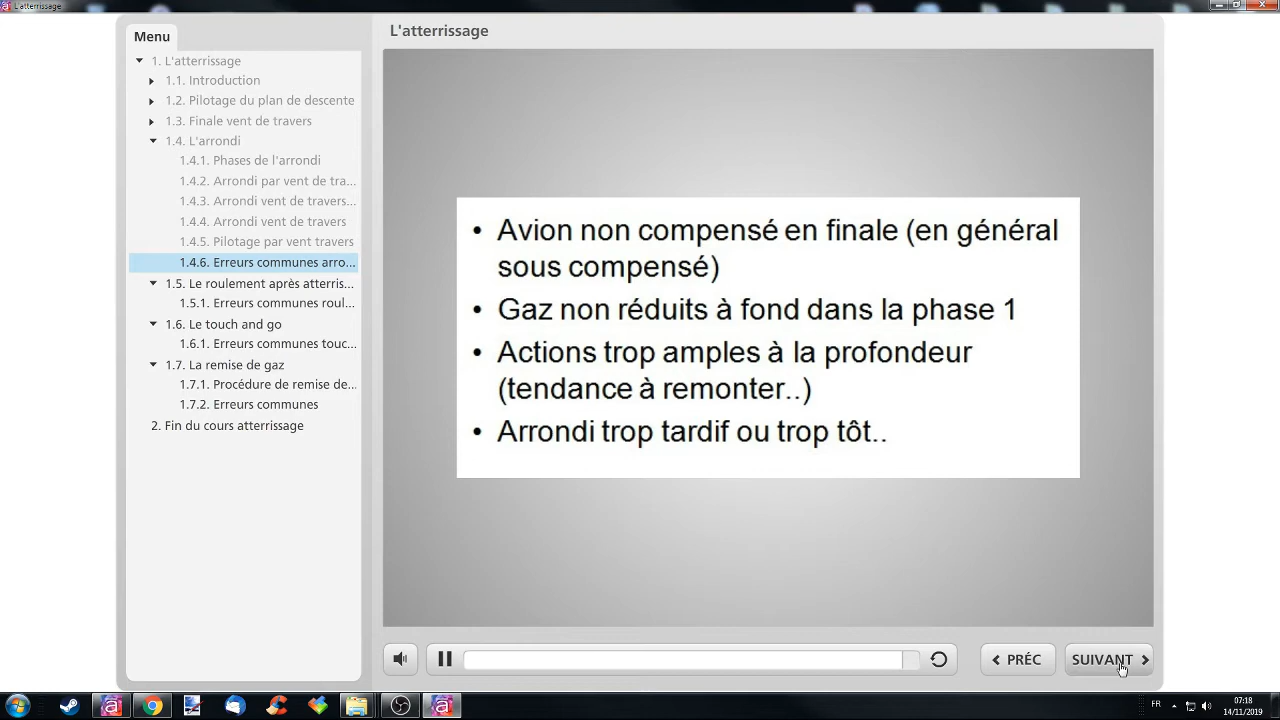 L'atterrissage
Menu
1. L'atterrissage
1.1. Introduction
1.2. Pilotage du plan de descente
1.3. Finale vent de travers
1.4. L'arrondi
1.4.1. Phases de l'arrondi
1.4.2. Arrondi par vent de tra...
1.4.3. Arrondi vent de travers...
1.4.4. Arrondi vent de travers
1.4.5. Pilotage par vent travers
1.4.6. Erreurs communes arro...
1.5. Le roulement après atterris...
1.5.1. Erreurs communes roul...
1.6. Le touch and go
1.6.1. Erreurs communes touc...
1.7. La remise de gaz
1.7.1. Procédure de remise de...
1.7.2. Erreurs communes
2. Fin du cours atterrissage
L'atterrissage
• Avion non compensé en finale (en général
sous compensé)
• Gaz non réduits à fond dans la phase 1
• Actions trop amples à la profondeur
(tendance à remonter..)
• Arrondi trop tardif ou trop tôt..
PRÉC
SUIVANT
FR
07:18
14/11/2019